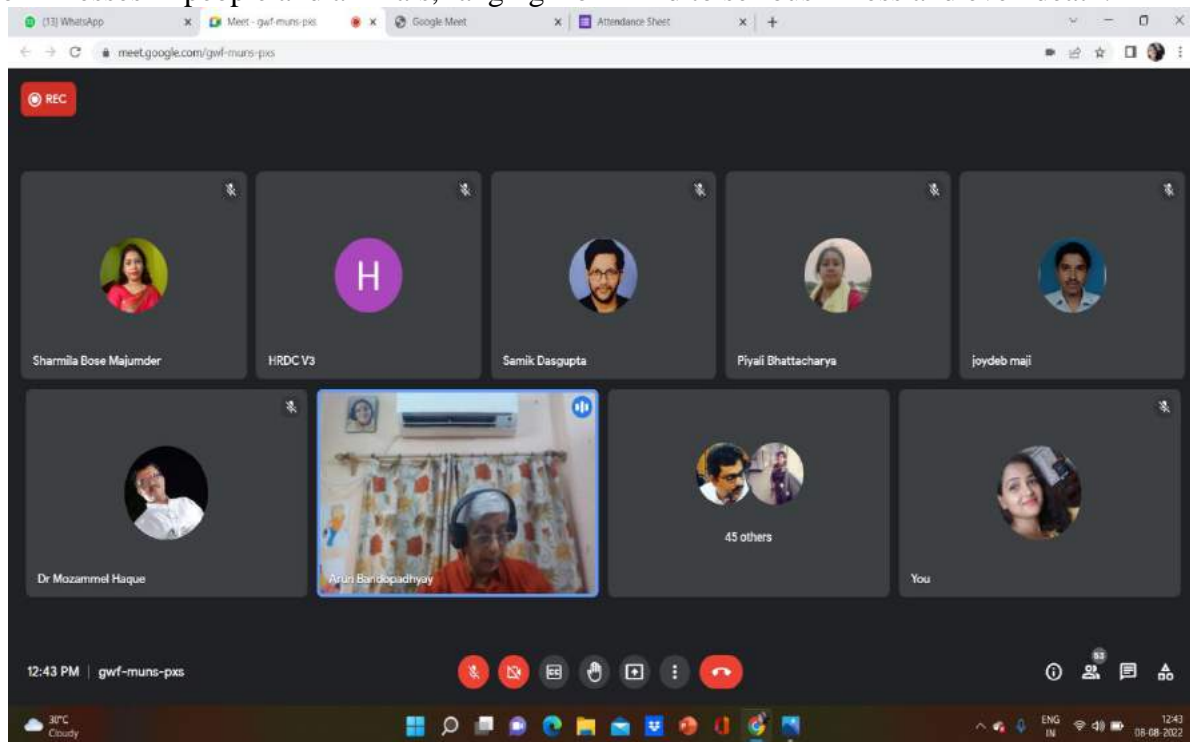 (13) WhatsApp
Meet - gwf-muns-pxs
Google Meet
Attendance Sheet
meet.google.com/gwf-muns-pxs
REC
Sharmila Bose Majumder
H
HRDC V3
Samik Dasgupta
Piyali Bhattacharya
joydeb maji
Dr Mozammel Haque
Arun Bandopadhyay
45 others
You
12:43 PM | gwf-muns-pxs
53
30°C
Cloudy
ENG
IN
12:43
08-08-2022